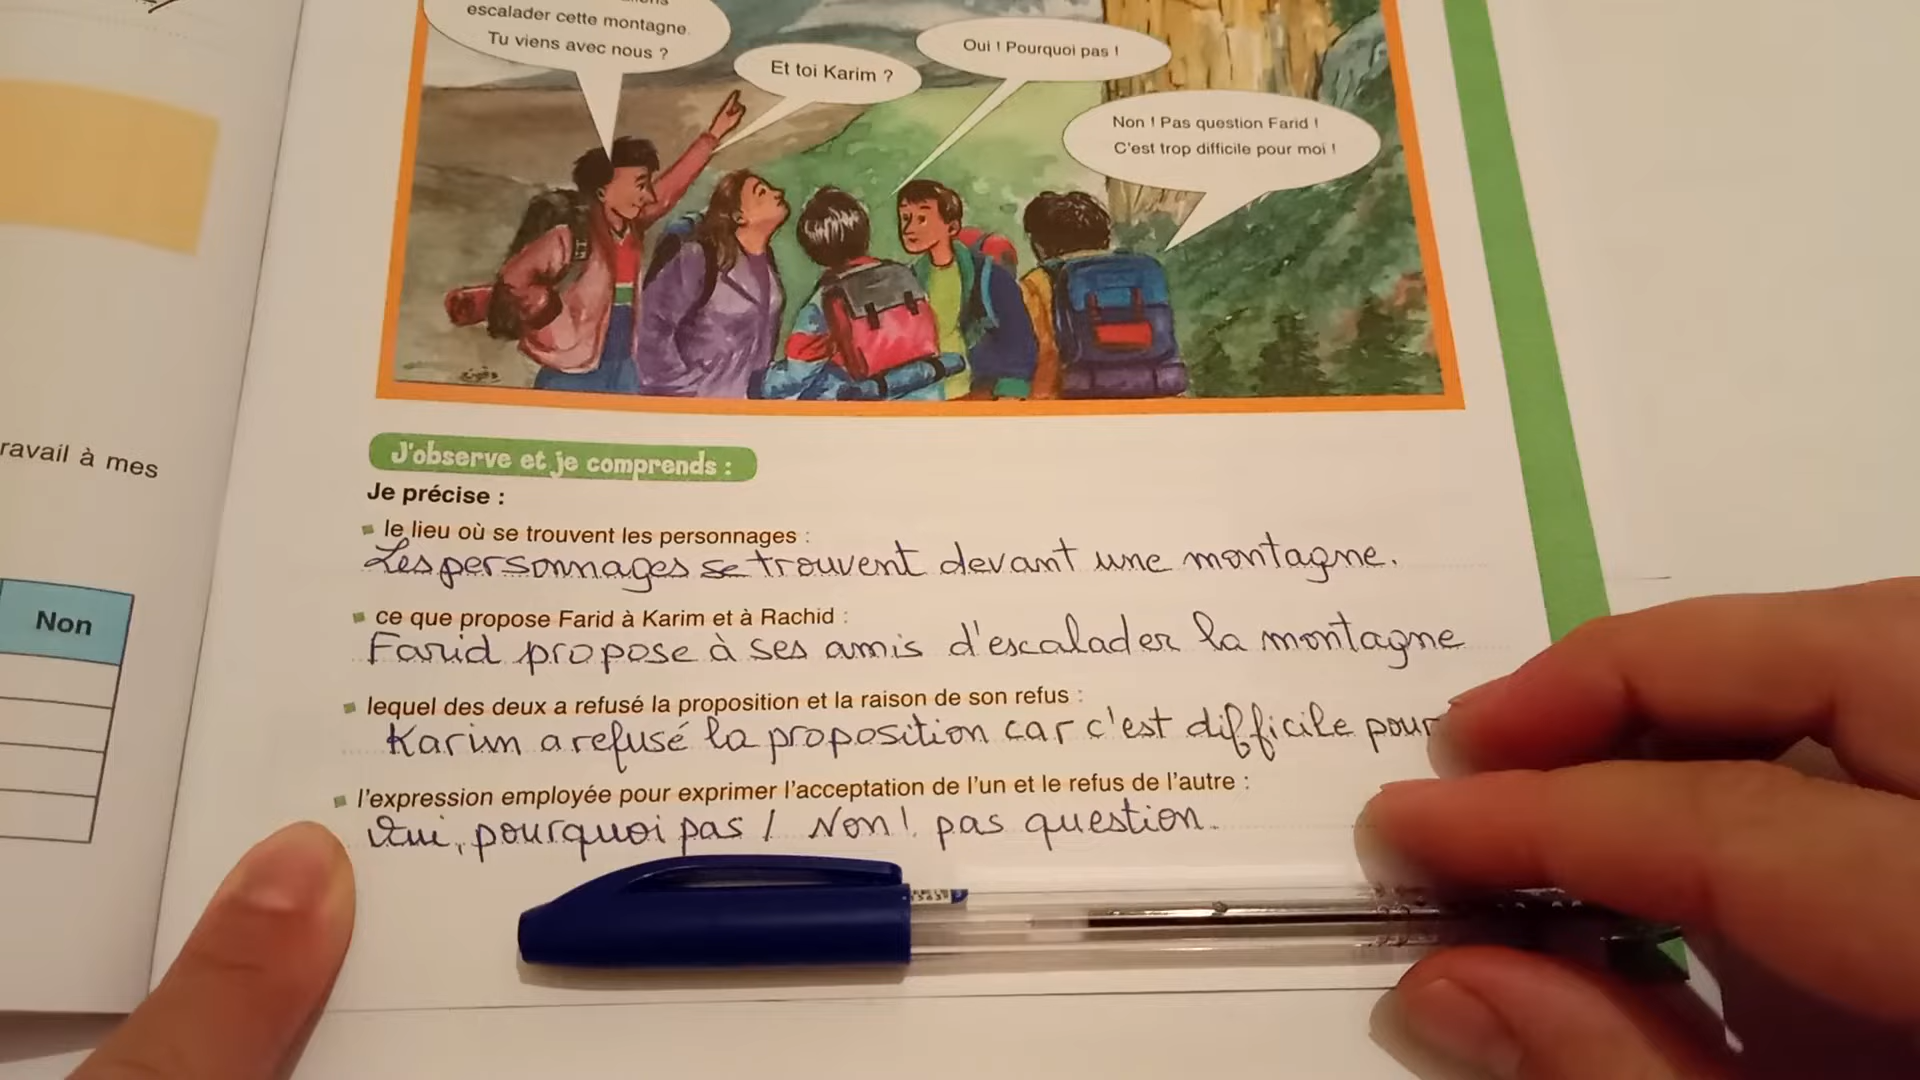 escalader cette montagne.
Tu viens avec nous ?
Et toi Karim ?
Oui ! Pourquoi pas !
Non ! Pas question Farid !
C'est trop difficile pour moi !
ravail à mes
Non
J'observe et je comprends :
Je précise :
le lieu où se trouvent les personnages :
Les personnages se trouvent devant une montagne.
ce que propose Farid à Karim et à Rachid :
Farid propose à ses amis d'escalader la montagne
lequel des deux a refusé la proposition et la raison de son refus :
Karim a refusé la proposition car c'est difficile pour
l'expression employée pour exprimer l'acceptation de l'un et le refus de l'autre :
Oui, pourquoi pas / Non! pas question.